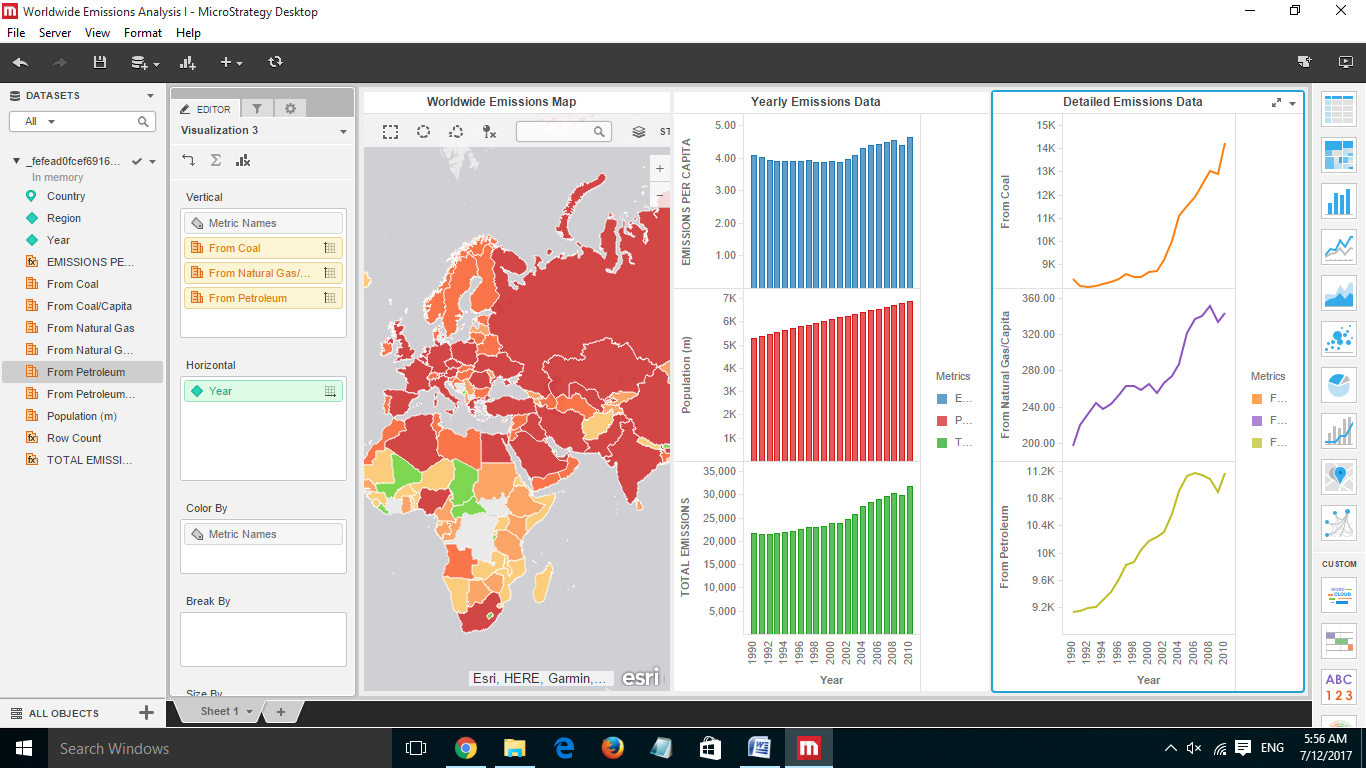 Worldwide Emissions Analysis I - MicroStrategy Desktop
File Server View Format Help
DATASETS
All
_fefead0fcef6916...
In memory
Country
Region
Year
EMISSIONS PE...
From Coal
From Coal/Capita
From Natural Gas
From Natural G...
From Petroleum
From Petroleum...
Population (m)
Row Count
TOTAL EMISSI...
ALL OBJECTS
EDITOR
Visualization 3
Vertical
Metric Names
From Coal
From Natural Gas/...
From Petroleum
Horizontal
Year
Color By
Metric Names
Break By
Size By
Worldwide Emissions Map
ST
Esri, HERE, Garmin,...
esri
Yearly Emissions Data
EMISSIONS PER CAPITA
5.00
4.00
3.00
2.00
1.00
Population (m)
7K
6K
5K
4K
3K
2K
1K
TOTAL EMISSIONS
35,000
30,000
25,000
20,000
15,000
10,000
5,000
1990 1992 1994 1996 1998 2000 2002 2004 2006 2008 2010
Year
Metrics
E...
P...
T...
Detailed Emissions Data
From Coal
15K
14K
13K
12K
11K
10K
9K
From Natural Gas/Capita
360.00
320.00
280.00
240.00
200.00
From Petroleum
11.2K
10.8K
10.4K
10K
9.6K
9.2K
1990 1992 1994 1996 1998 2000 2002 2004 2006 2008 2010
Year
Metrics
F...
F...
F...
CUSTOM
WORD
CLOUD
ABC
123
Sheet 1
Search Windows
ENG
5:56 AM
7/12/2017